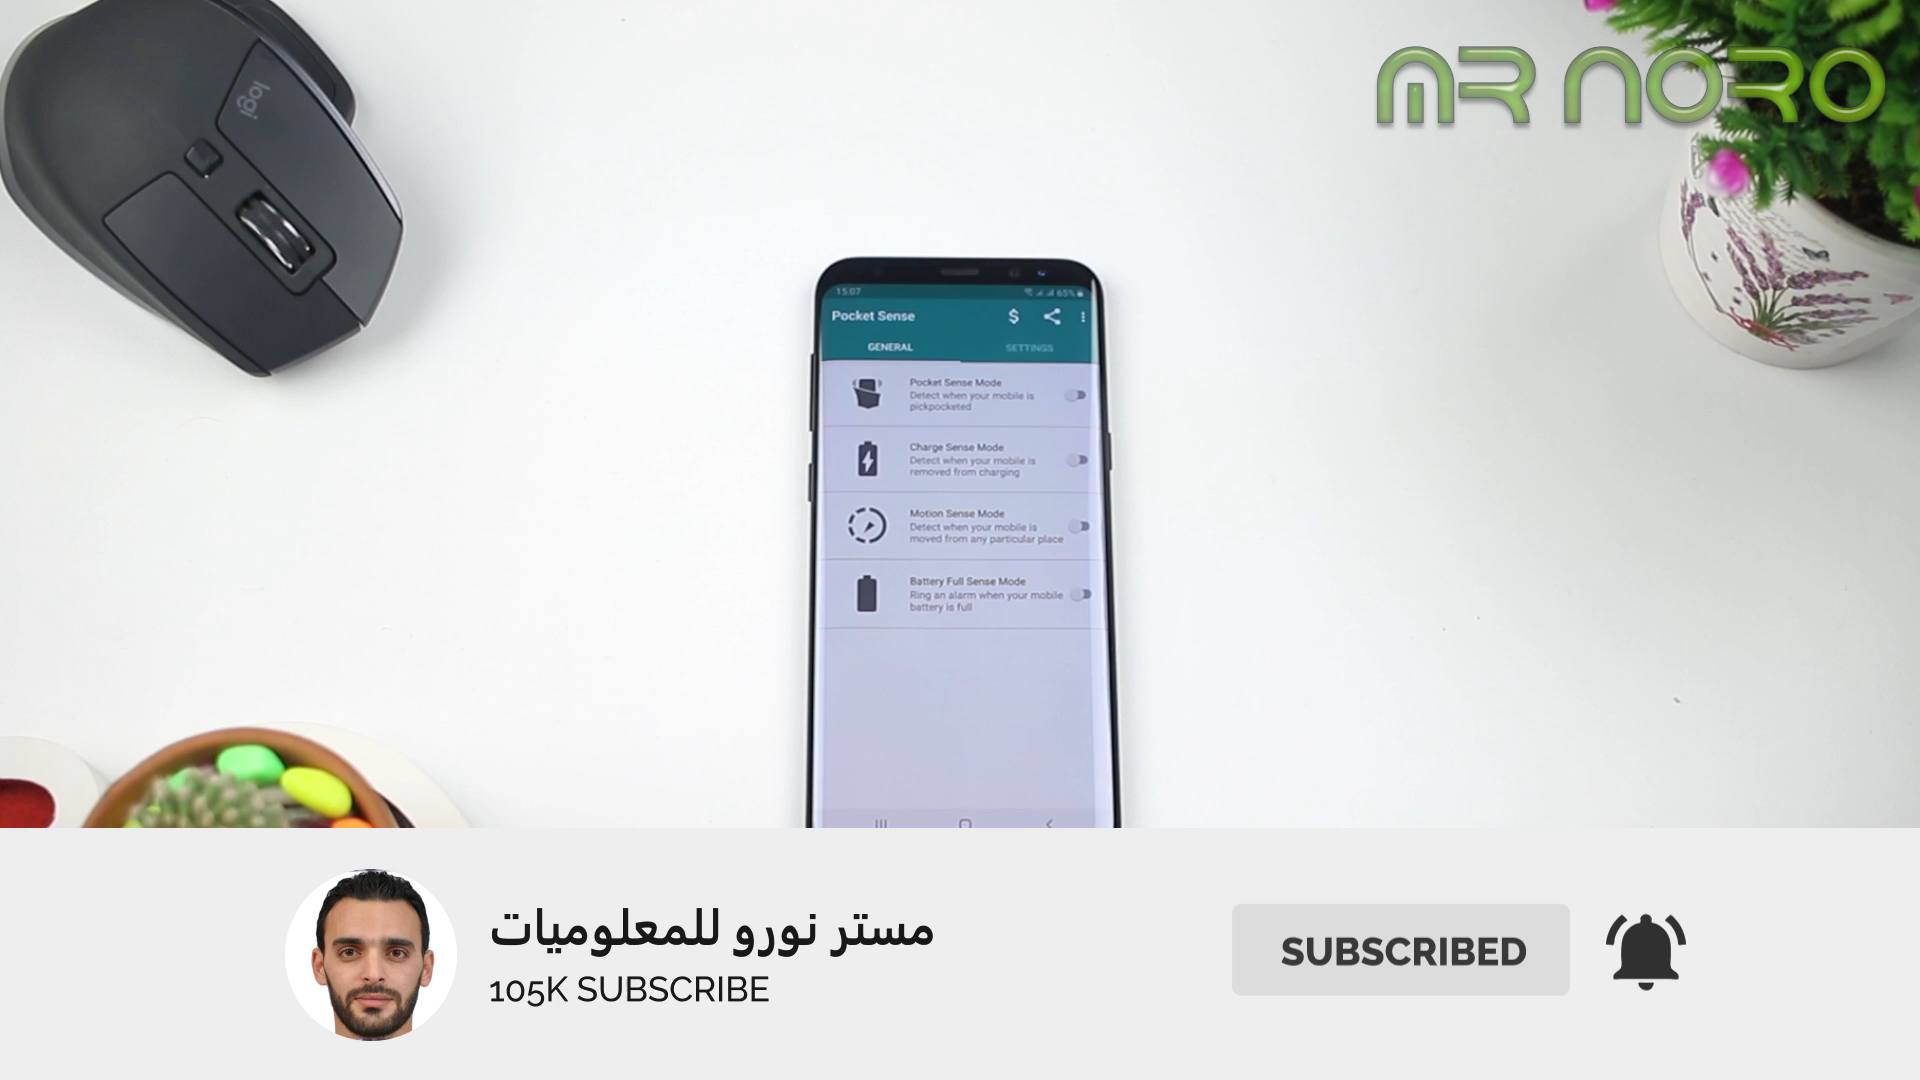 logi
MR NORO
15:07
65%
Pocket Sense
$
GENERAL
SETTINGS
Pocket Sense Mode
Detect when your mobile is
pickpocketed
Charge Sense Mode
Detect when your mobile is
removed from charging
Motion Sense Mode
Detect when your mobile is
moved from any particular place
Battery Full Sense Mode
Ring an alarm when your mobile
battery is full
مستر نورو للمعلوميات
105K SUBSCRIBE
SUBSCRIBED